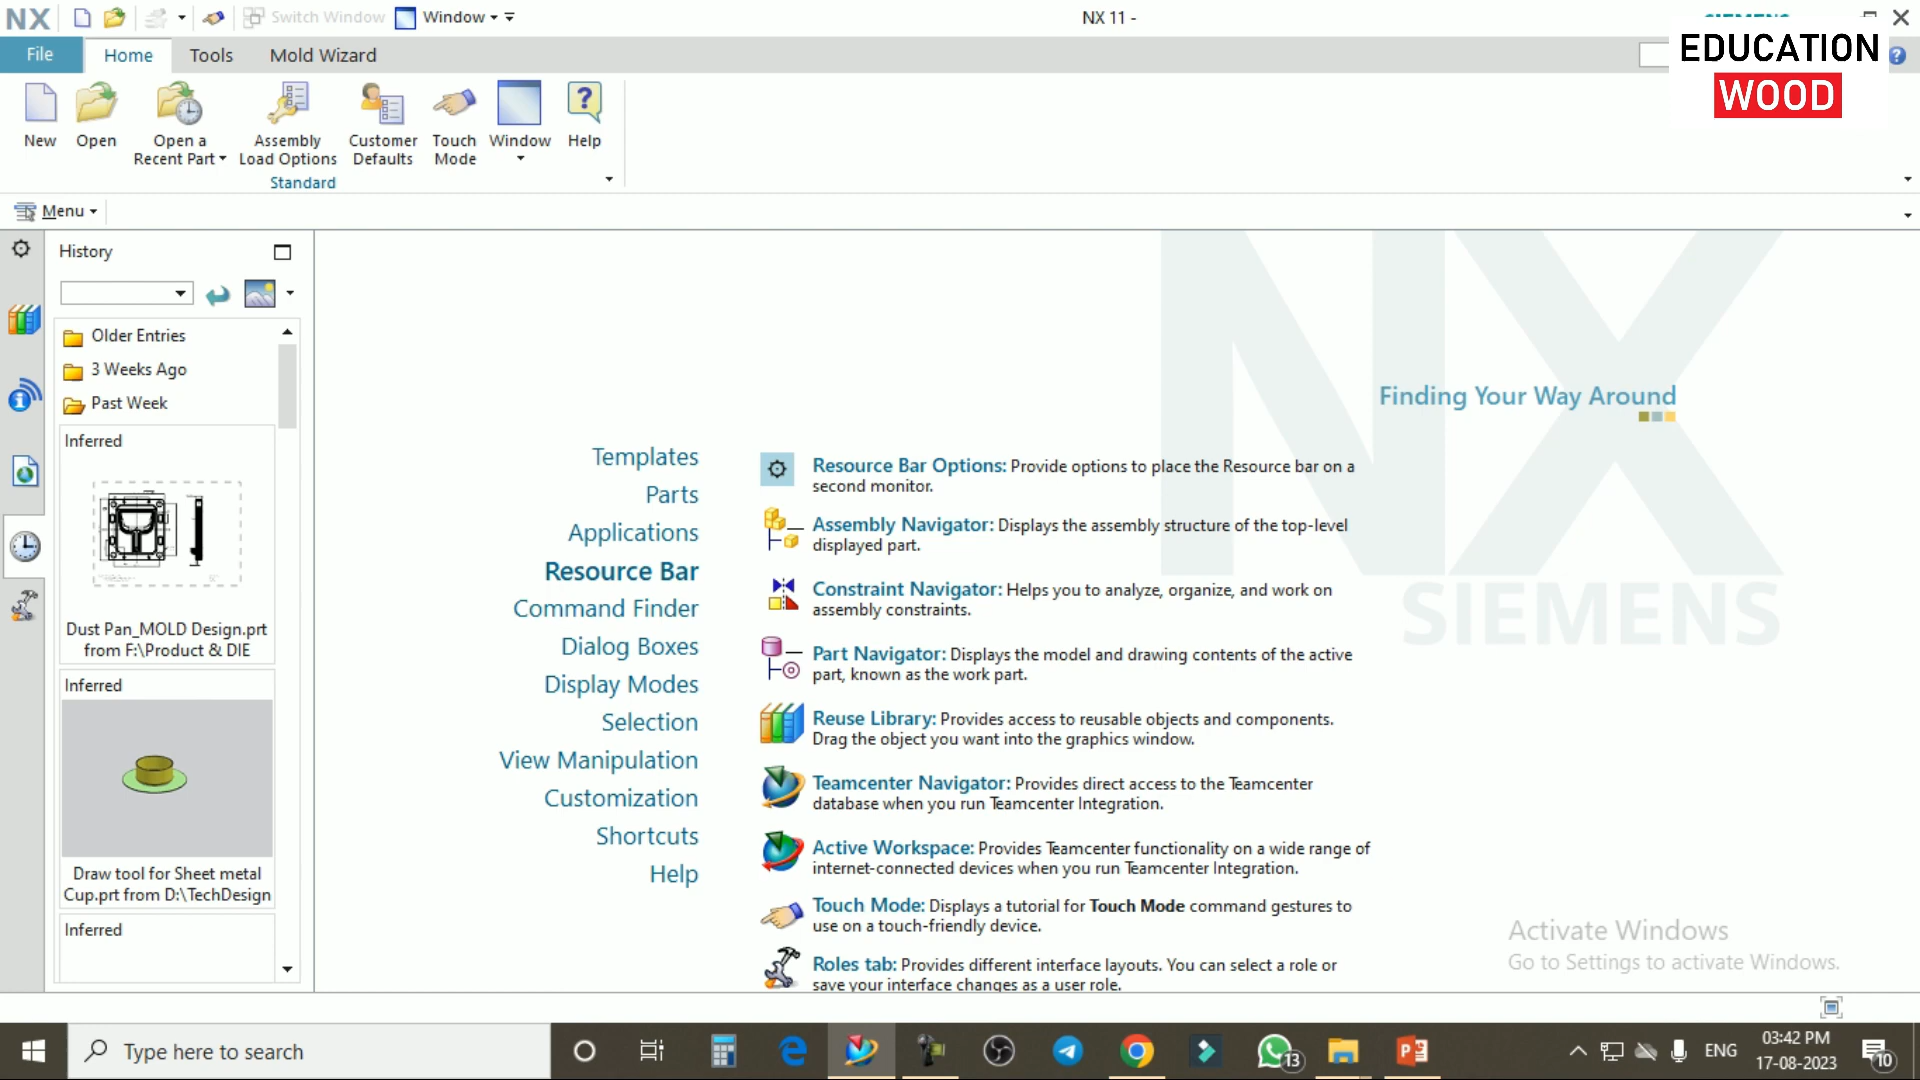 NX Switch Window Window NX 11 - SIEMENS
EDUCATION
WOOD
File Home Tools Mold Wizard
New Open Open a Recent Part Assembly Load Options Customer Defaults Touch Mode Window Help
Standard
Menu
History
Older Entries
3 Weeks Ago
Past Week
Inferred
Dust Pan_MOLD Design.prt
from F:\Product & DIE
Inferred
Draw tool for Sheet metal
Cup.prt from D:\TechDesign
Inferred
NX
SIEMENS
Finding Your Way Around
Templates
Parts
Applications
Resource Bar
Command Finder
Dialog Boxes
Display Modes
Selection
View Manipulation
Customization
Shortcuts
Help
Resource Bar Options: Provide options to place the Resource bar on a
second monitor.
Assembly Navigator: Displays the assembly structure of the top-level
displayed part.
Constraint Navigator: Helps you to analyze, organize, and work on
assembly constraints.
Part Navigator: Displays the model and drawing contents of the active
part, known as the work part.
Reuse Library: Provides access to reusable objects and components.
Drag the object you want into the graphics window.
Teamcenter Navigator: Provides direct access to the Teamcenter
database when you run Teamcenter Integration.
Active Workspace: Provides Teamcenter functionality on a wide range of
internet-connected devices when you run Teamcenter Integration.
Touch Mode: Displays a tutorial for Touch Mode command gestures to
use on a touch-friendly device.
Roles tab: Provides different interface layouts. You can select a role or
save your interface changes as a user role.
Activate Windows
Go to Settings to activate Windows.
Type here to search
13
ENG
03:42 PM
17-08-2023
10